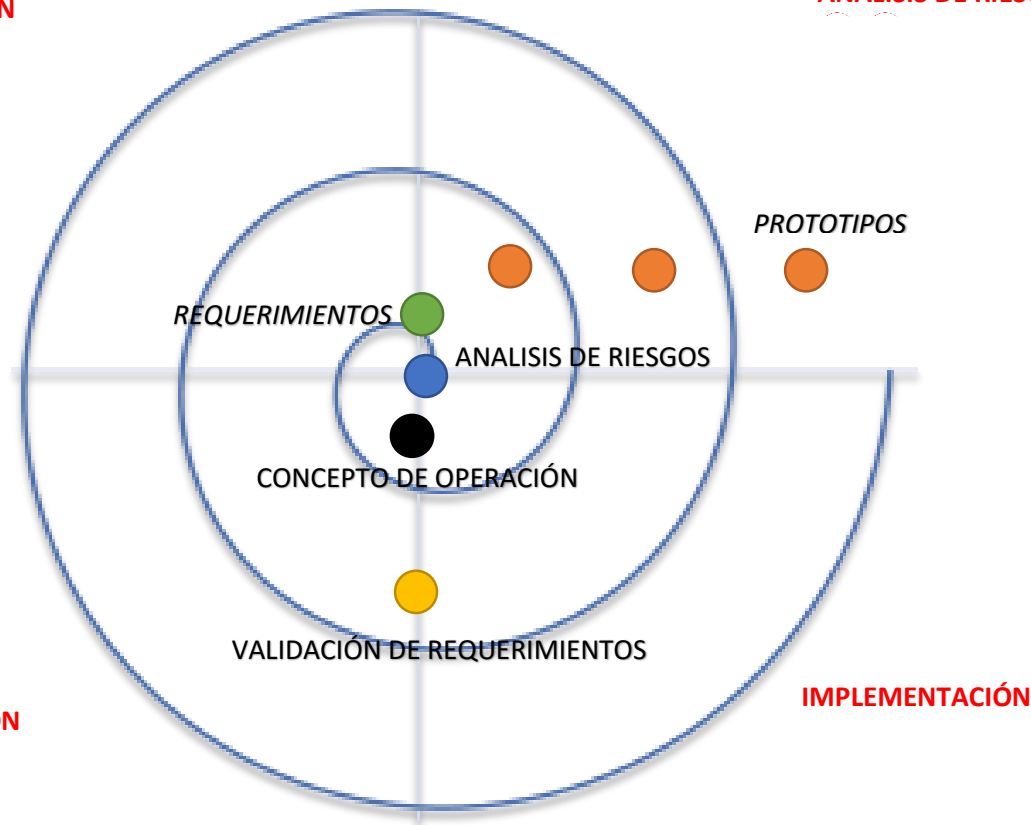 PROTOTIPOS
REQUERIMIENTOS
ANALISIS DE RIESGOS
CONCEPTO DE OPERACIÓN
VALIDACIÓN DE REQUERIMIENTOS
IMPLEMENTACIÓN